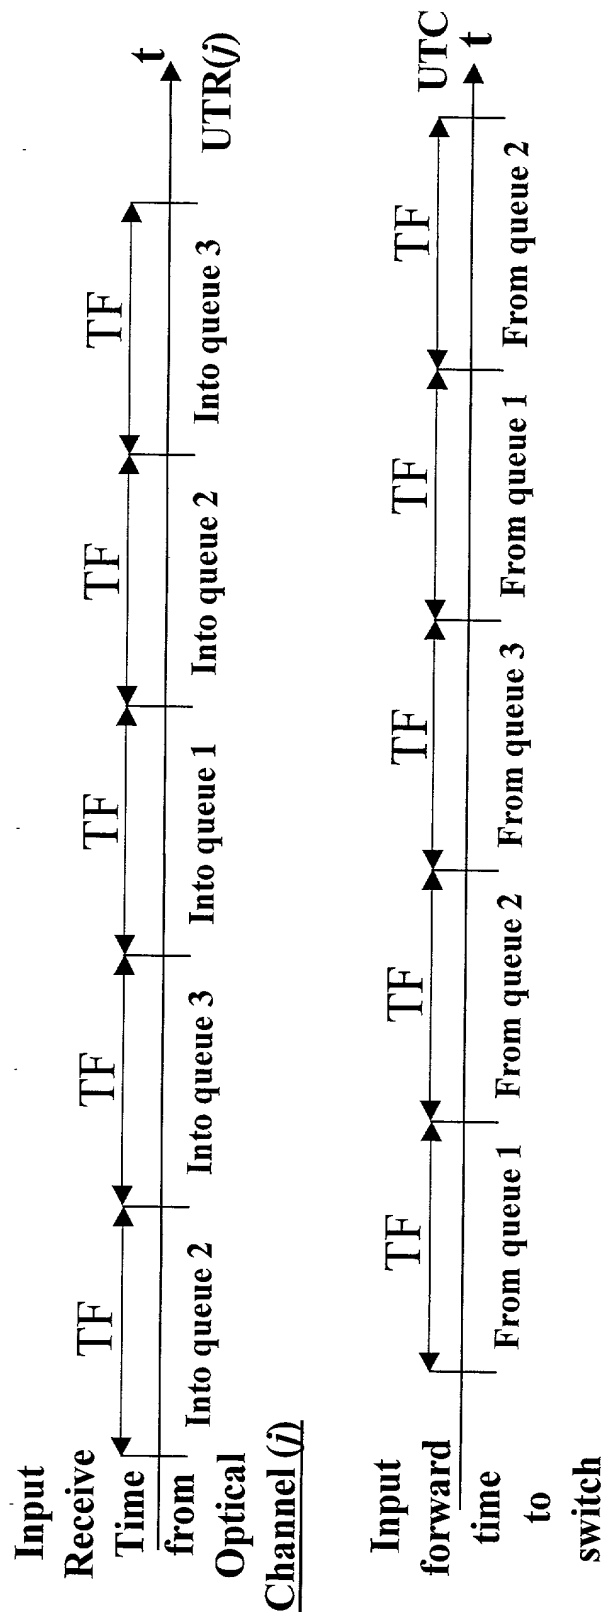 Input
Receive
Time
from
Optical
Channel (j)
TF
TF
TF
TF
TF
t
Into queue 2
Into queue 3
Into queue 1
Into queue 2
Into queue 3
UTR(j)
Input
forward
time
to
switch
TF
TF
TF
TF
TF
UTC
t
From queue 1
From queue 2
From queue 3
From queue 1
From queue 2